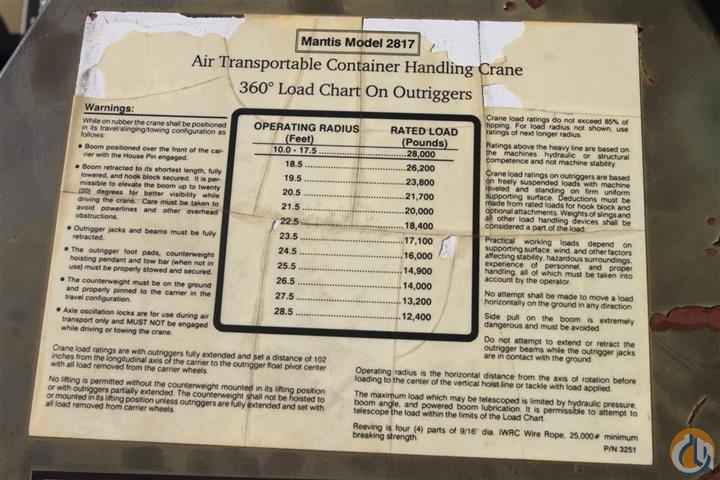 Mantis Model 2817
Air Transportable Container Handling Crane
360° Load Chart On Outriggers
Warnings:
While on rubber the crane shall be positioned
in its travel/slinging/towing configuration as
follows:
● Boom positioned over the front of the car-
rier with the House Pin engaged.
● Boom retracted to its shortest length, fully
lowered, and hook block secured. It is per-
missible to elevate the boom up to twenty
(20) degrees for better visibility while
driving the crane. Care must be taken to
avoid powerlines and other overhead
obstructions.
● Outrigger jacks and beams must be fully
retracted.
● The outrigger foot pads, counterweight
hoisting pendant and tow bar (when not in
use) must be properly stowed and secured.
● The counterweight must be on the ground
and properly pinned to the carrier in the
travel configuration.
● Axle oscillation locks are for use during air
transport only and MUST NOT be engaged
while driving or towing the crane.
OPERATING RADIUS RATED LOAD
(Feet) (Pounds)
10.0 - 17.5 28,000
18.5 26,200
19.5 23,800
20.5 21,700
21.5 20,000
22.5 18,400
23.5 17,100
24.5 16,000
25.5 14,900
26.5 14,000
27.5 13,200
28.5 12,400
Crane load ratings do not exceed 85% of
tipping. For load radius not shown, use
ratings of next longer radius.
Ratings above the heavy line are based on
the machines hydraulic or structural
competence and not machine stability.
Crane load ratings on outriggers are based
on freely suspended loads with machine
leveled and standing on firm uniform
supporting surface. Deductions must be
made from rated loads for hook block and
optional attachments. Weights of slings and
all other load handling devices shall be
considered a part of the load.
Practical working loads depend on
supporting surface, wind, and other factors
affecting stability, hazardous surroundings,
experience of personnel, and proper
handling, all of which must be taken into
account by the operator.
No attempt shall be made to move a load
horizontally on the ground in any direction.
Side pull on the boom is extremely
dangerous and must be avoided.
Do not attempt to extend or retract the
outrigger beams while the outrigger jacks
are in contact with the ground.
Crane load ratings are with outriggers fully extended and set a distance of 102
inches from the longitudinal axis of the carrier to the outrigger float pivot center
with all load removed from the carrier wheels.
No lifting is permitted without the counterweight mounted in its lifting position
or with outriggers partially extended. The counterweight shall not be hoisted to
or mounted in its lifting position unless outriggers are fully extended and set with
all load removed from carrier wheels.
Operating radius is the horizontal distance from the axis of rotation before
loading to the center of the vertical hoist line or tackle with load applied.
The maximum load which may be telescoped is limited by hydraulic pressure,
boom angle, and powered boom lubrication. It is permissible to attempt to
telescope the load within the limits of the Load Chart.
Reeving is four (4) parts of 9/16" dia. IWRC Wire Rope, 25,000# minimum
breaking strength.
P/N 3251